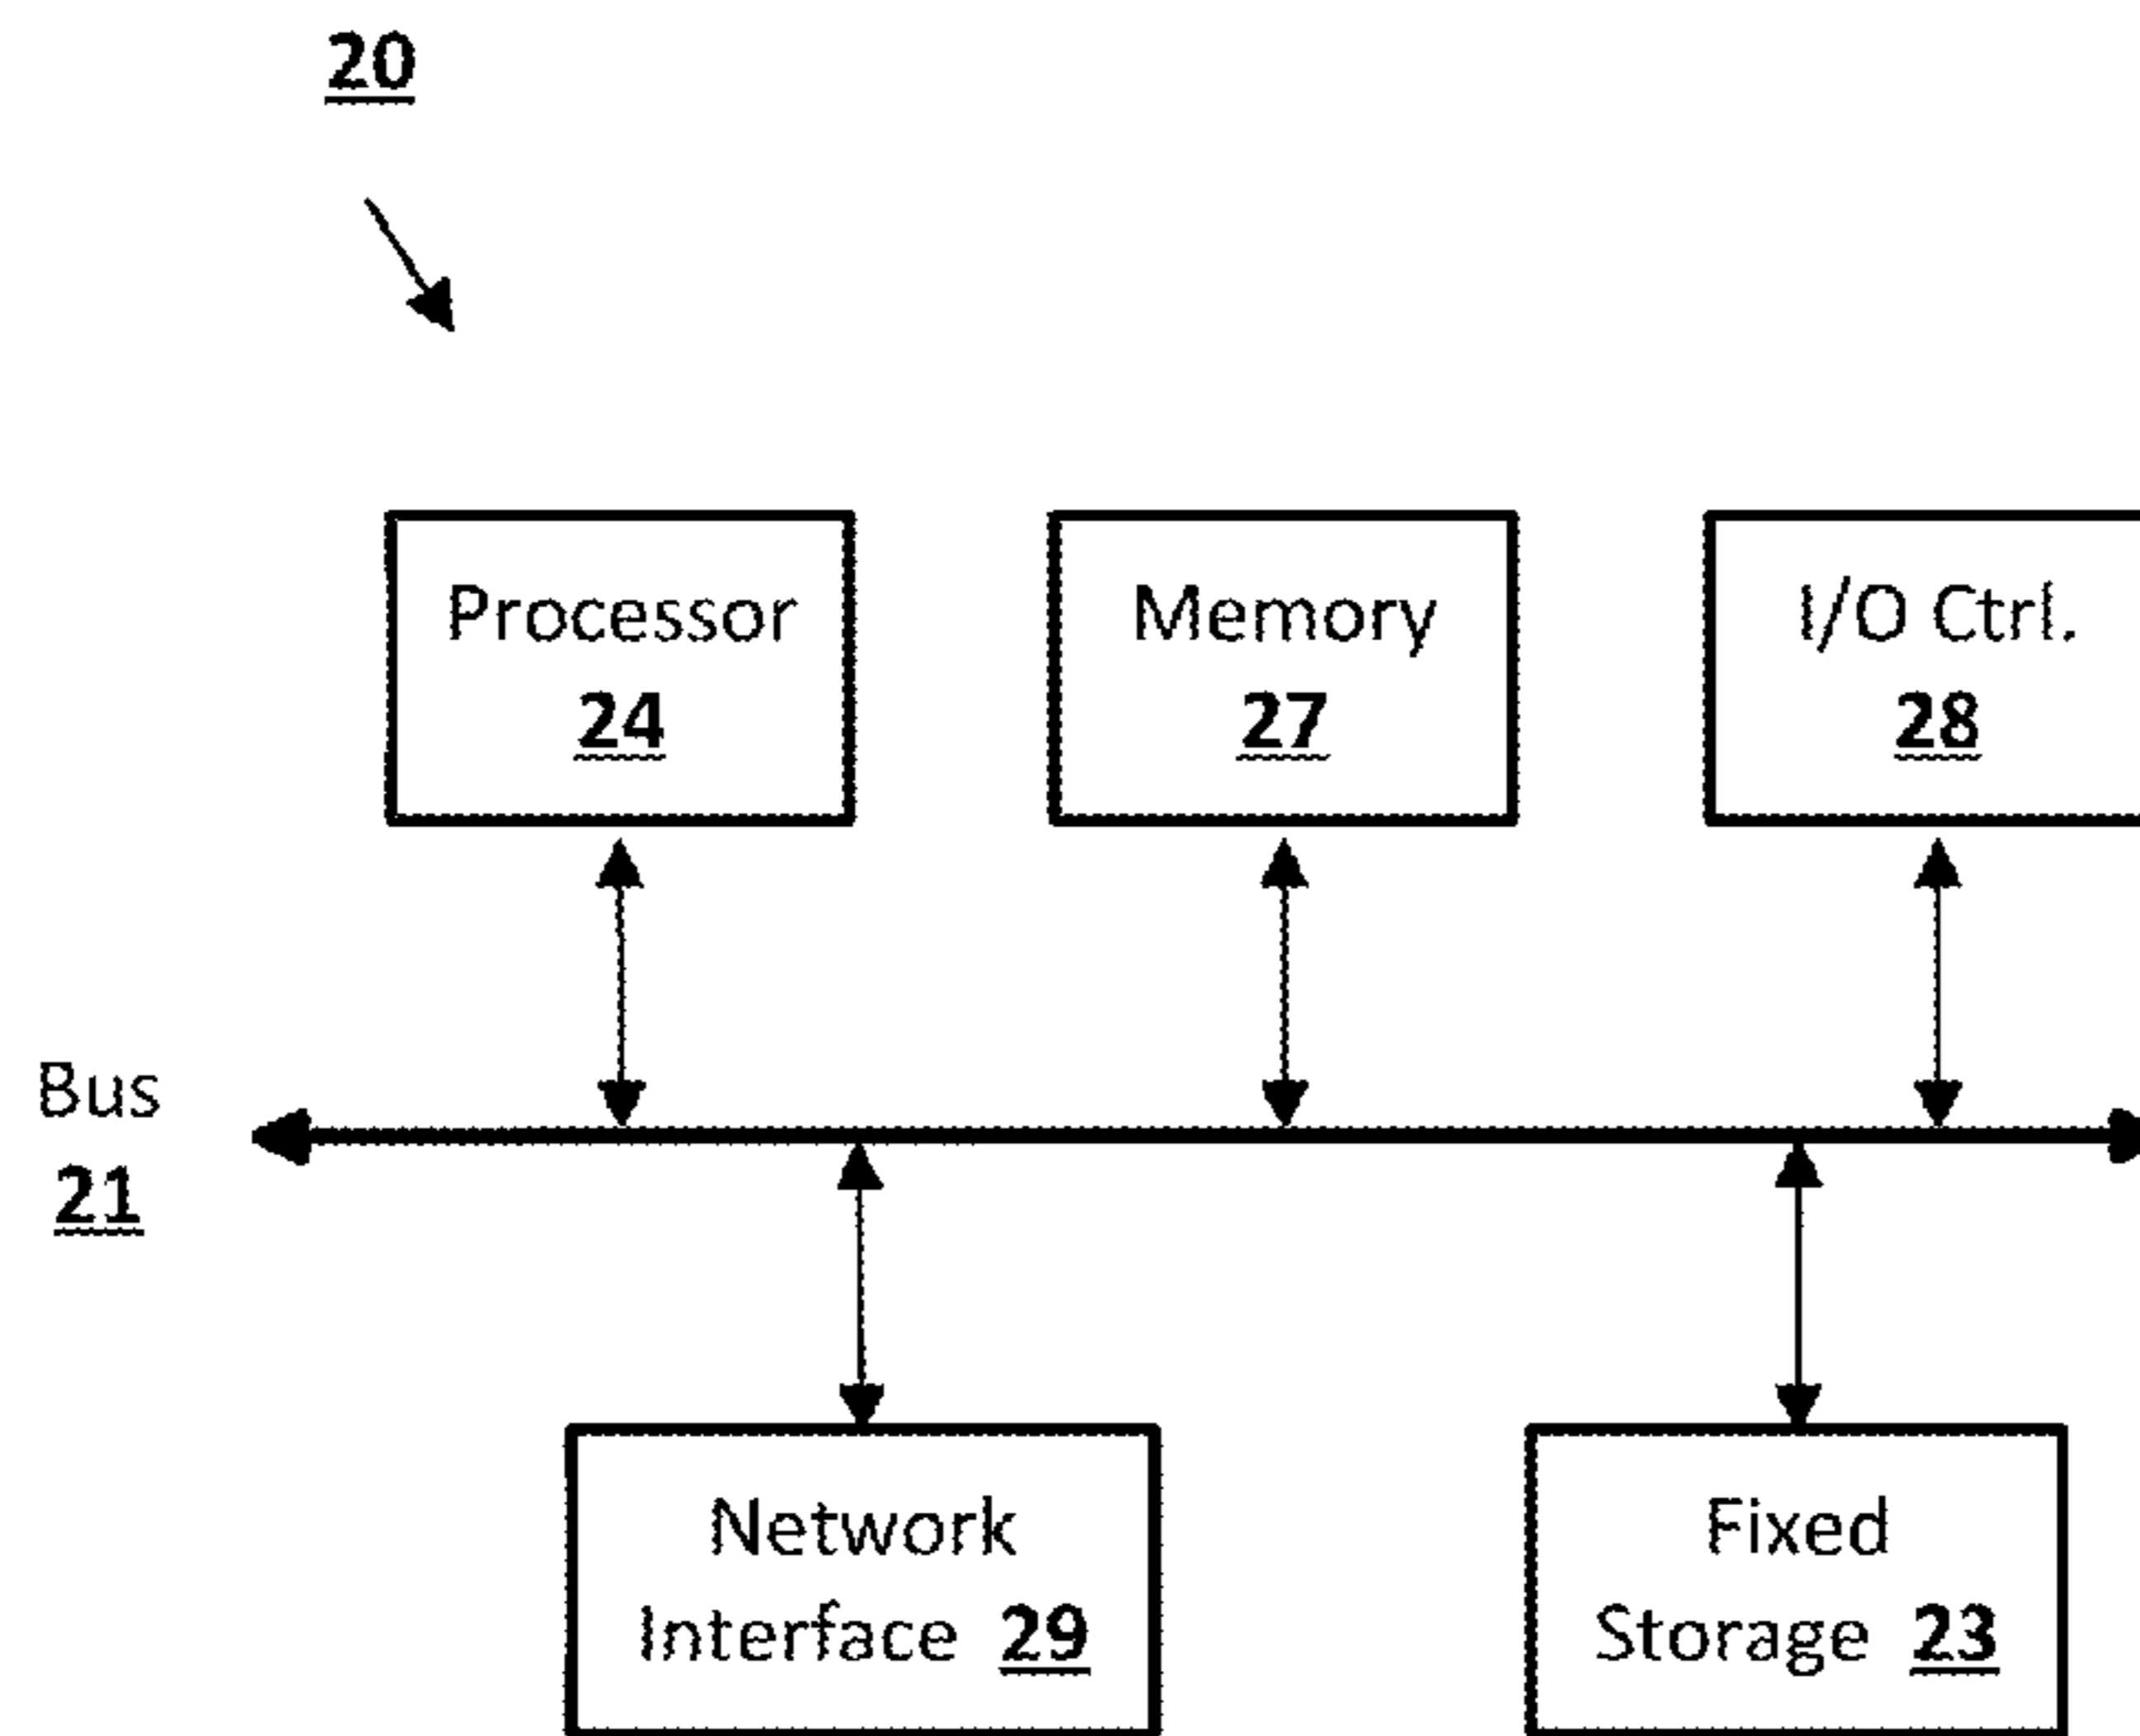 20
Processor
24
Memory
27
I/O Ctrl.
28
Bus
21
Network
Interface 29
Fixed
Storage 23